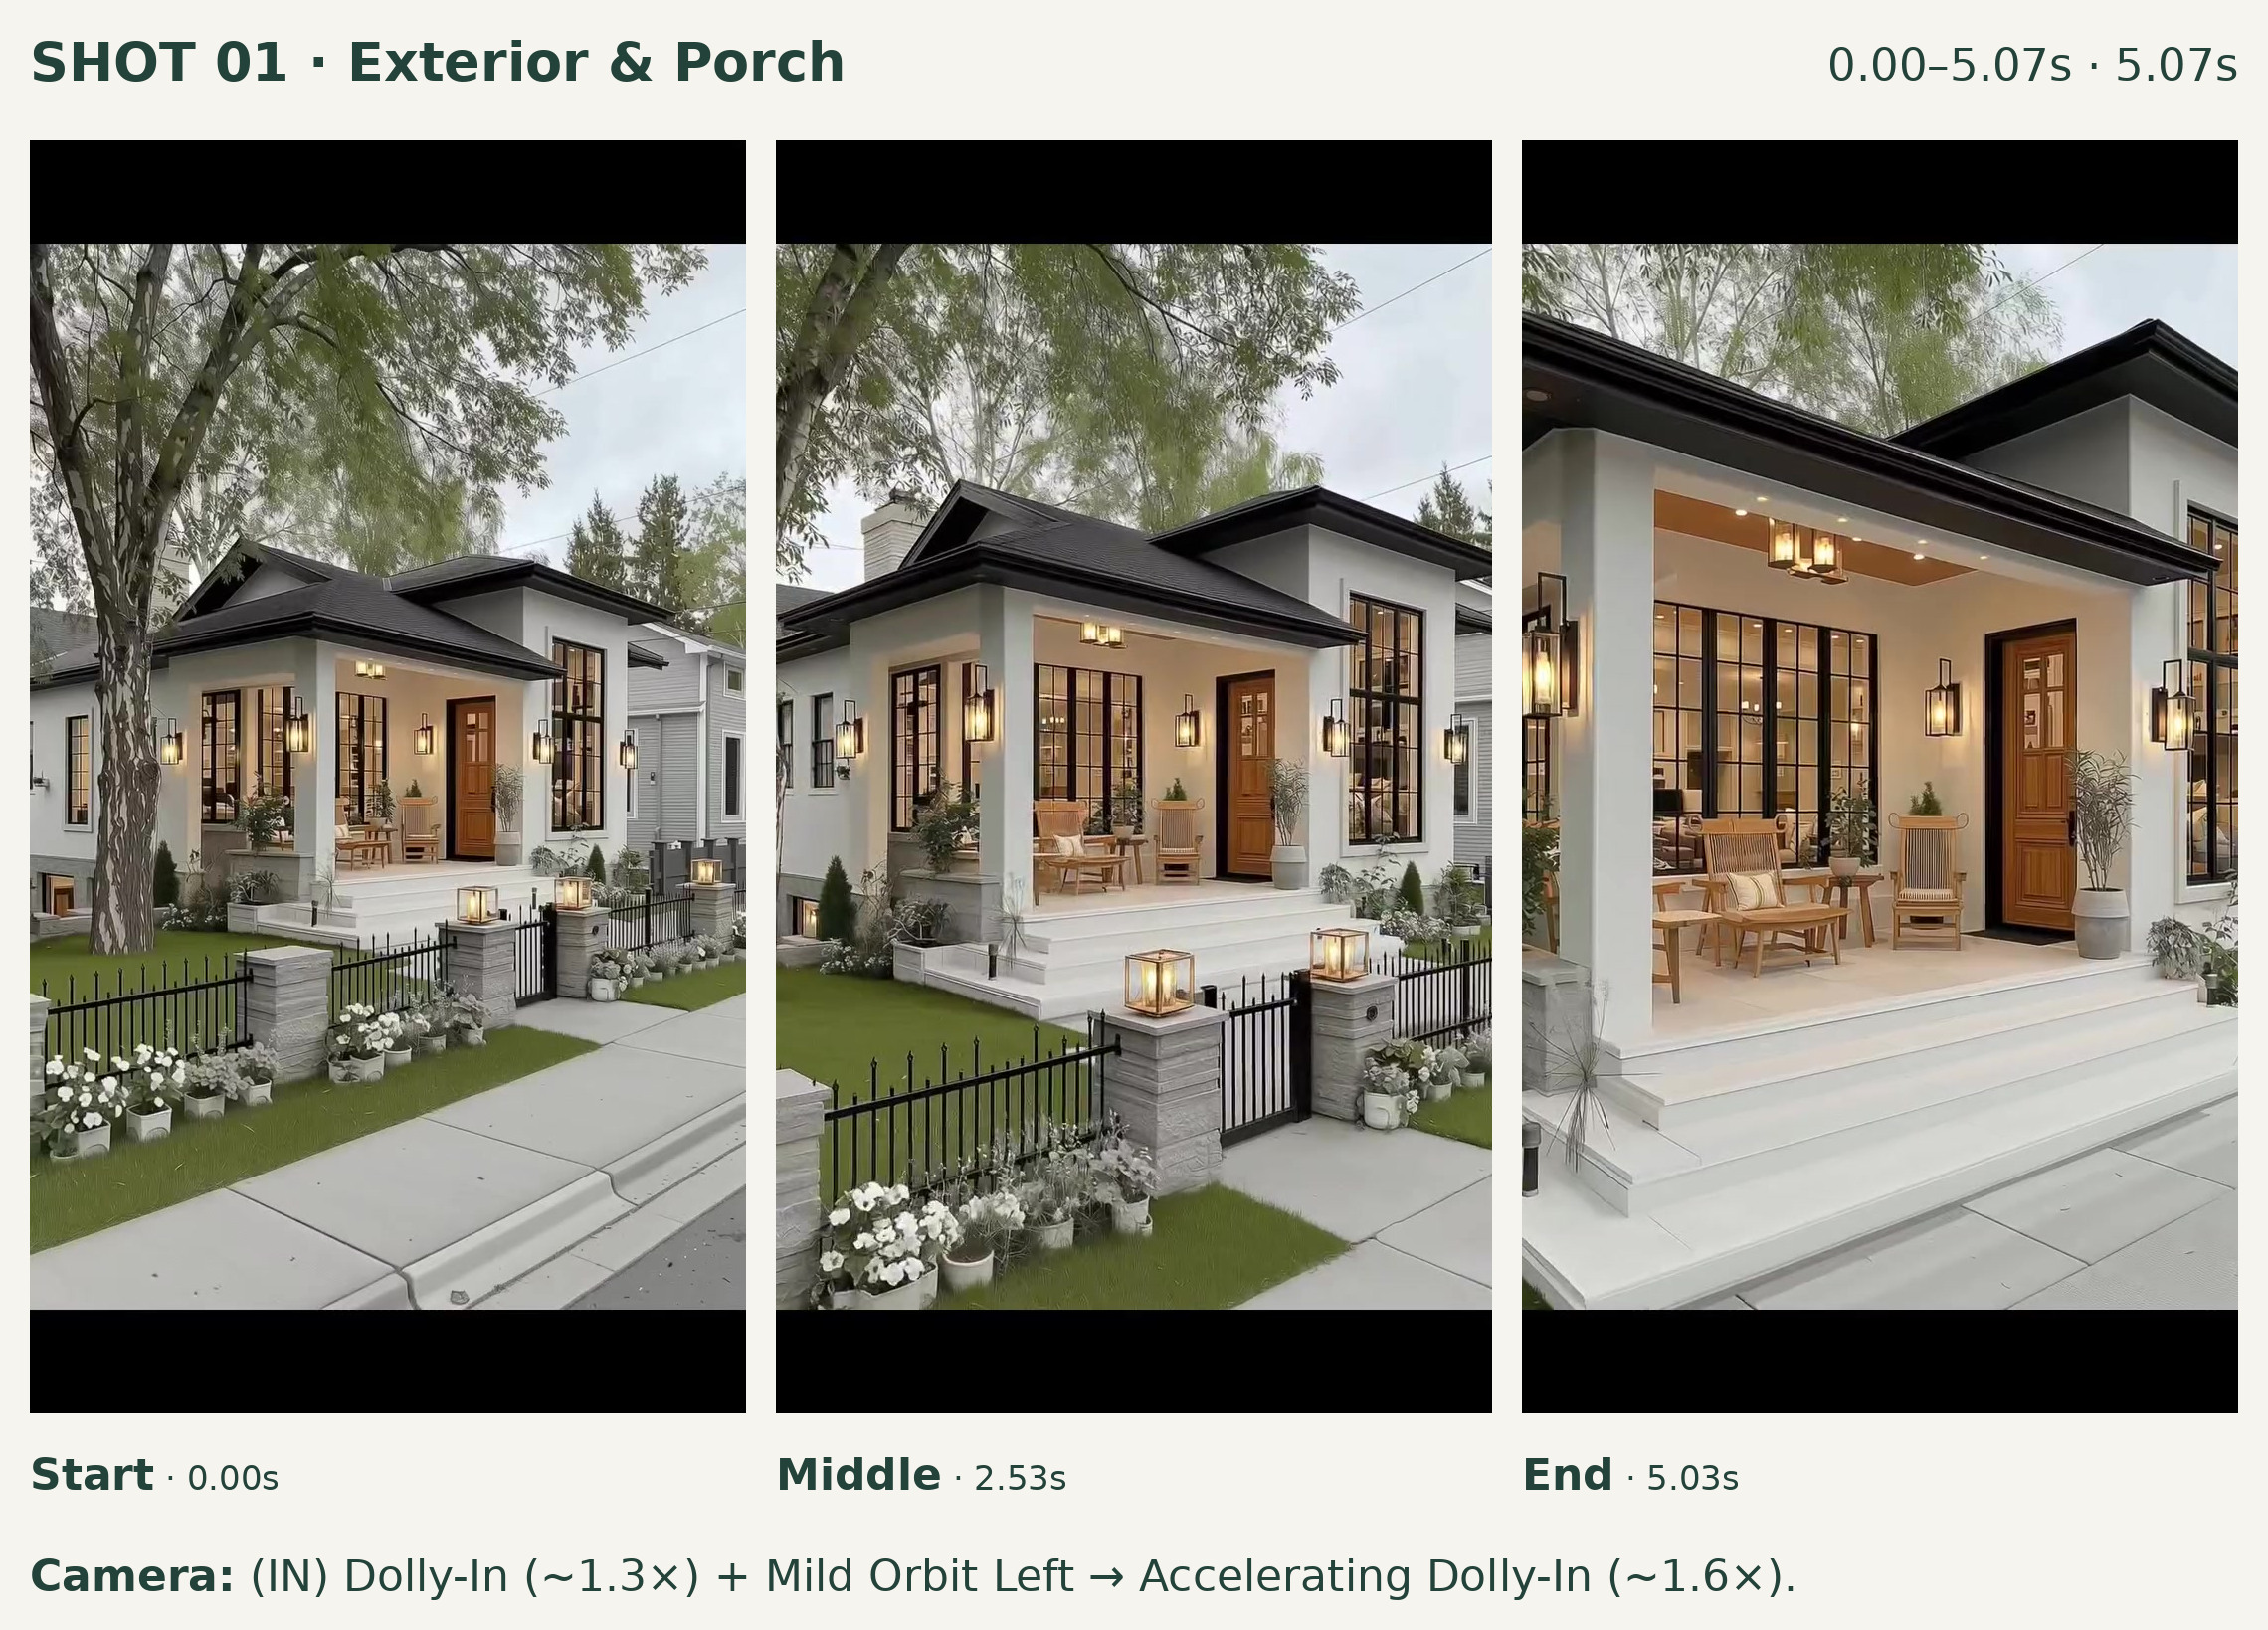 SHOT 01 · Exterior & Porch
0.00–5.07s · 5.07s
Start · 0.00s
Middle · 2.53s
End · 5.03s
Camera: (IN) Dolly-In (~1.3×) + Mild Orbit Left → Accelerating Dolly-In (~1.6×).